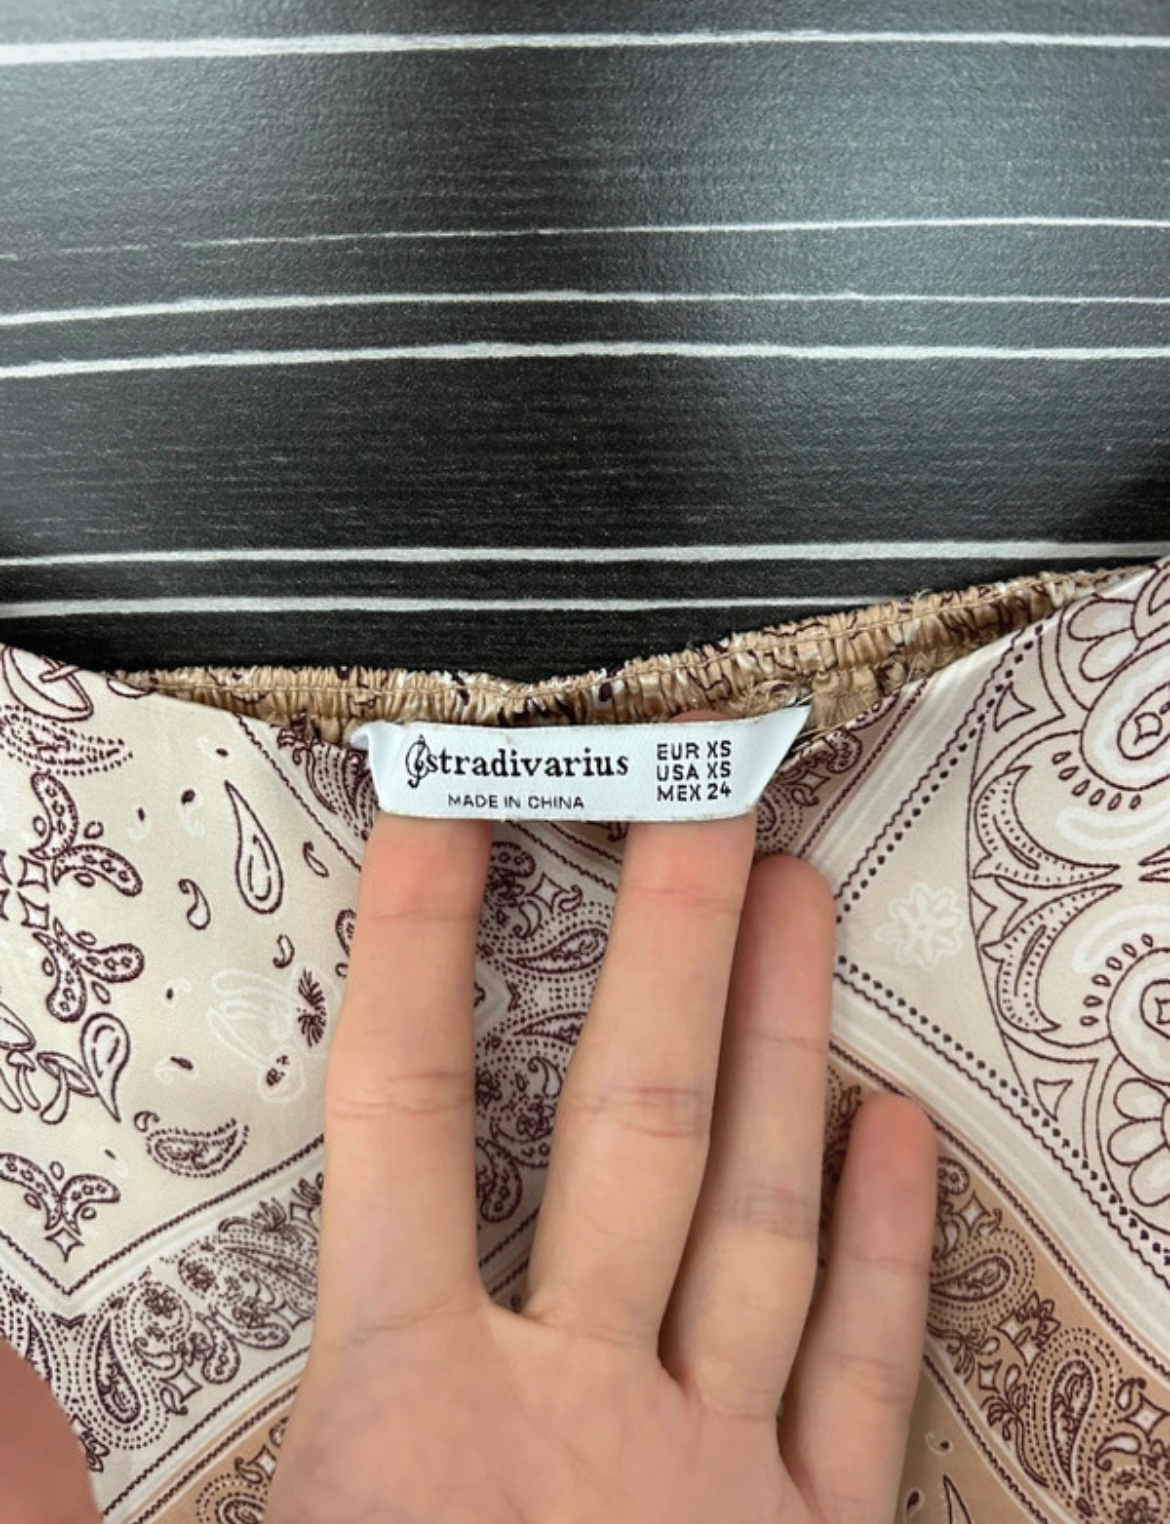 stradivarius
MADE IN CHINA
EUR XS
USA XS
MEX 24